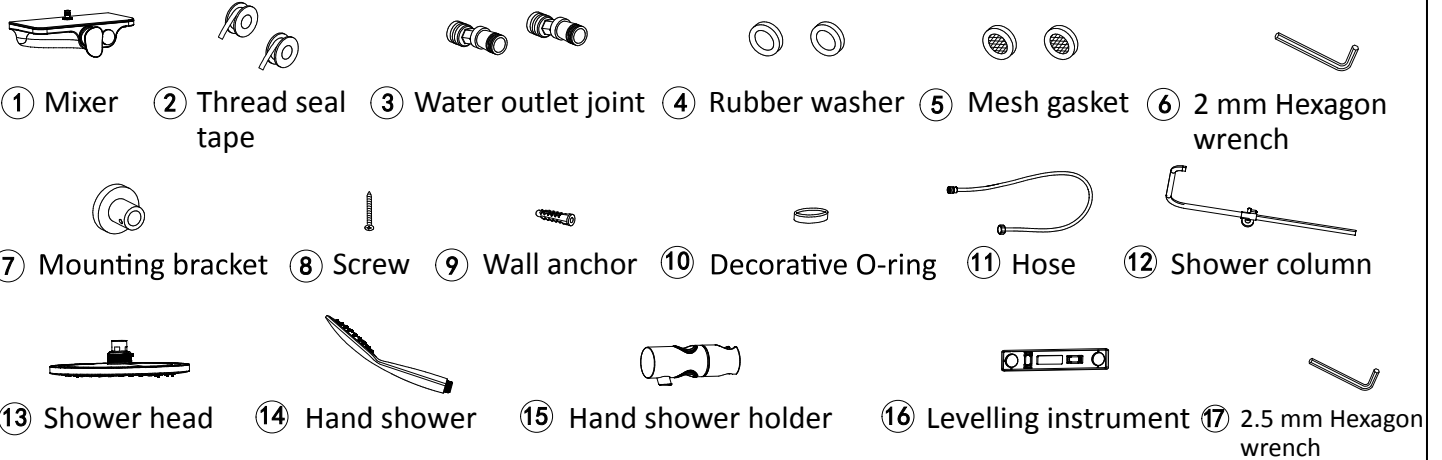 1 Mixer 2 Thread seal tape 3 Water outlet joint 4 Rubber washer 5 Mesh gasket 6 2 mm Hexagon wrench
7 Mounting bracket 8 Screw 9 Wall anchor 10 Decorative O-ring 11 Hose 12 Shower column
13 Shower head 14 Hand shower 15 Hand shower holder 16 Levelling instrument 17 2.5 mm Hexagon wrench